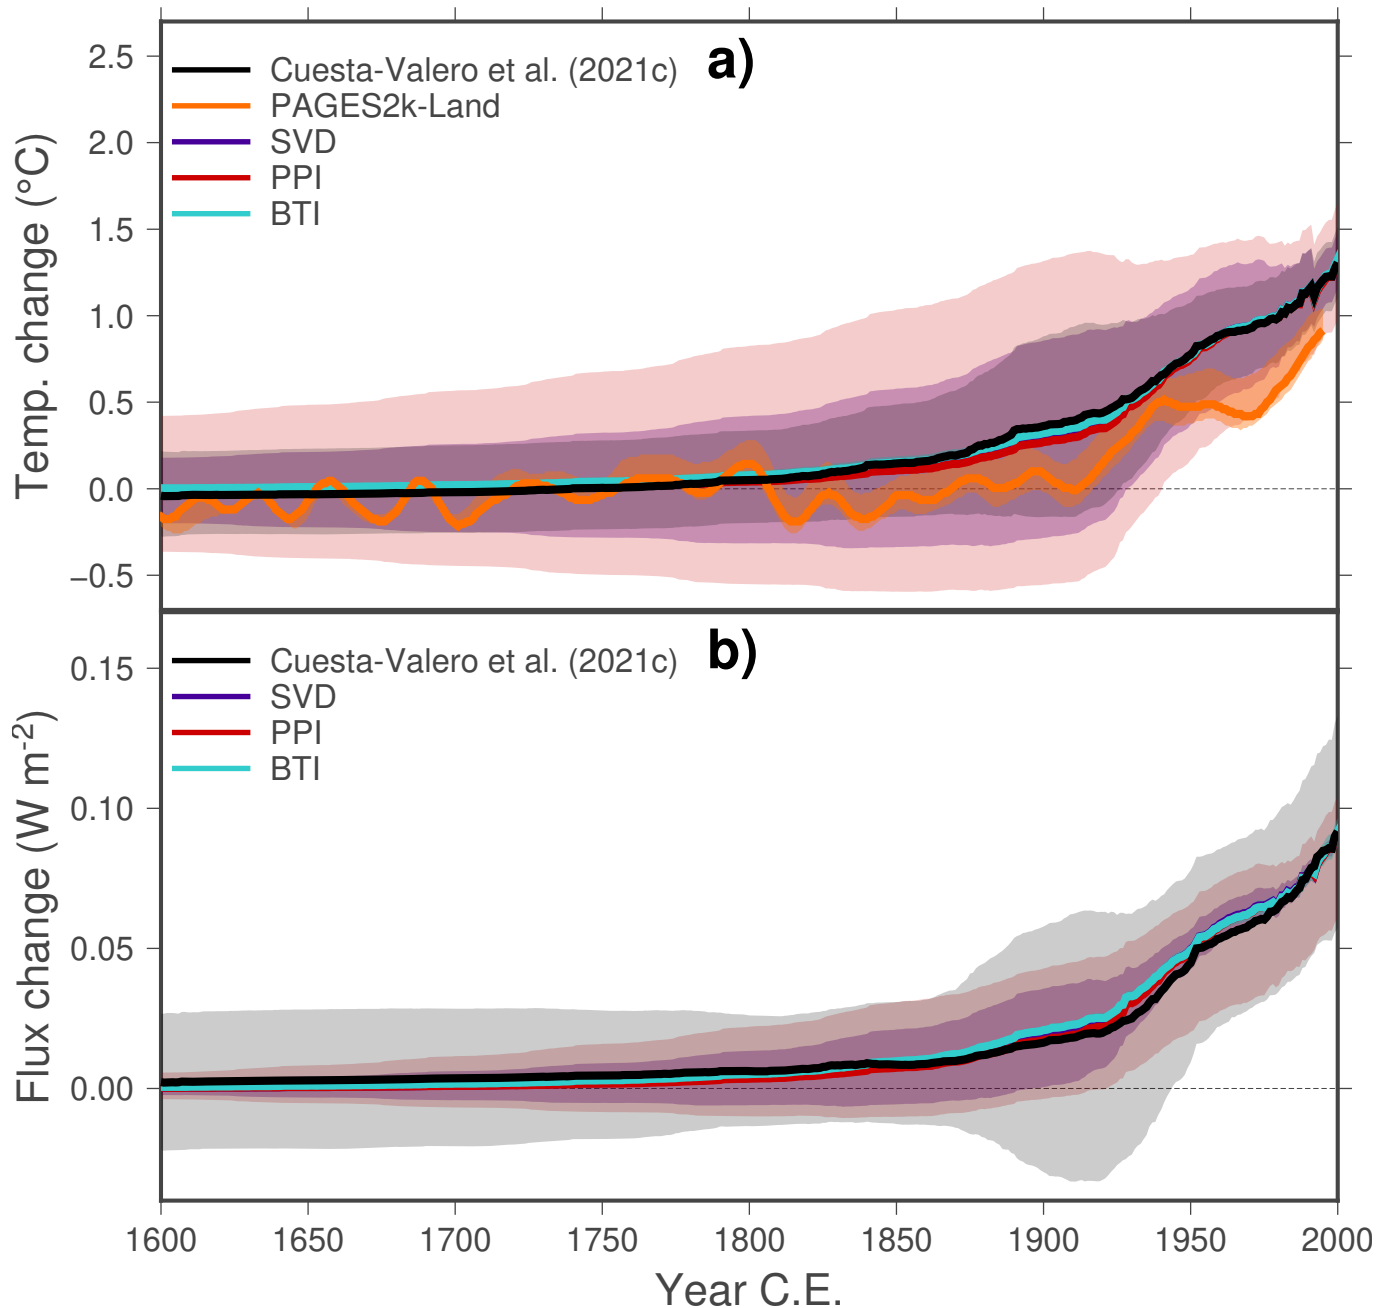 a)
Cuesta-Valero et al. (2021c)
PAGES2k-Land
SVD
PPI
BTI
Temp. change (°C)
2.5
2.0
1.5
1.0
0.5
0.0
−0.5
b)
Cuesta-Valero et al. (2021c)
SVD
PPI
BTI
Flux change (W m-2)
0.15
0.10
0.05
0.00
1600 1650 1700 1750 1800 1850 1900 1950 2000
Year C.E.